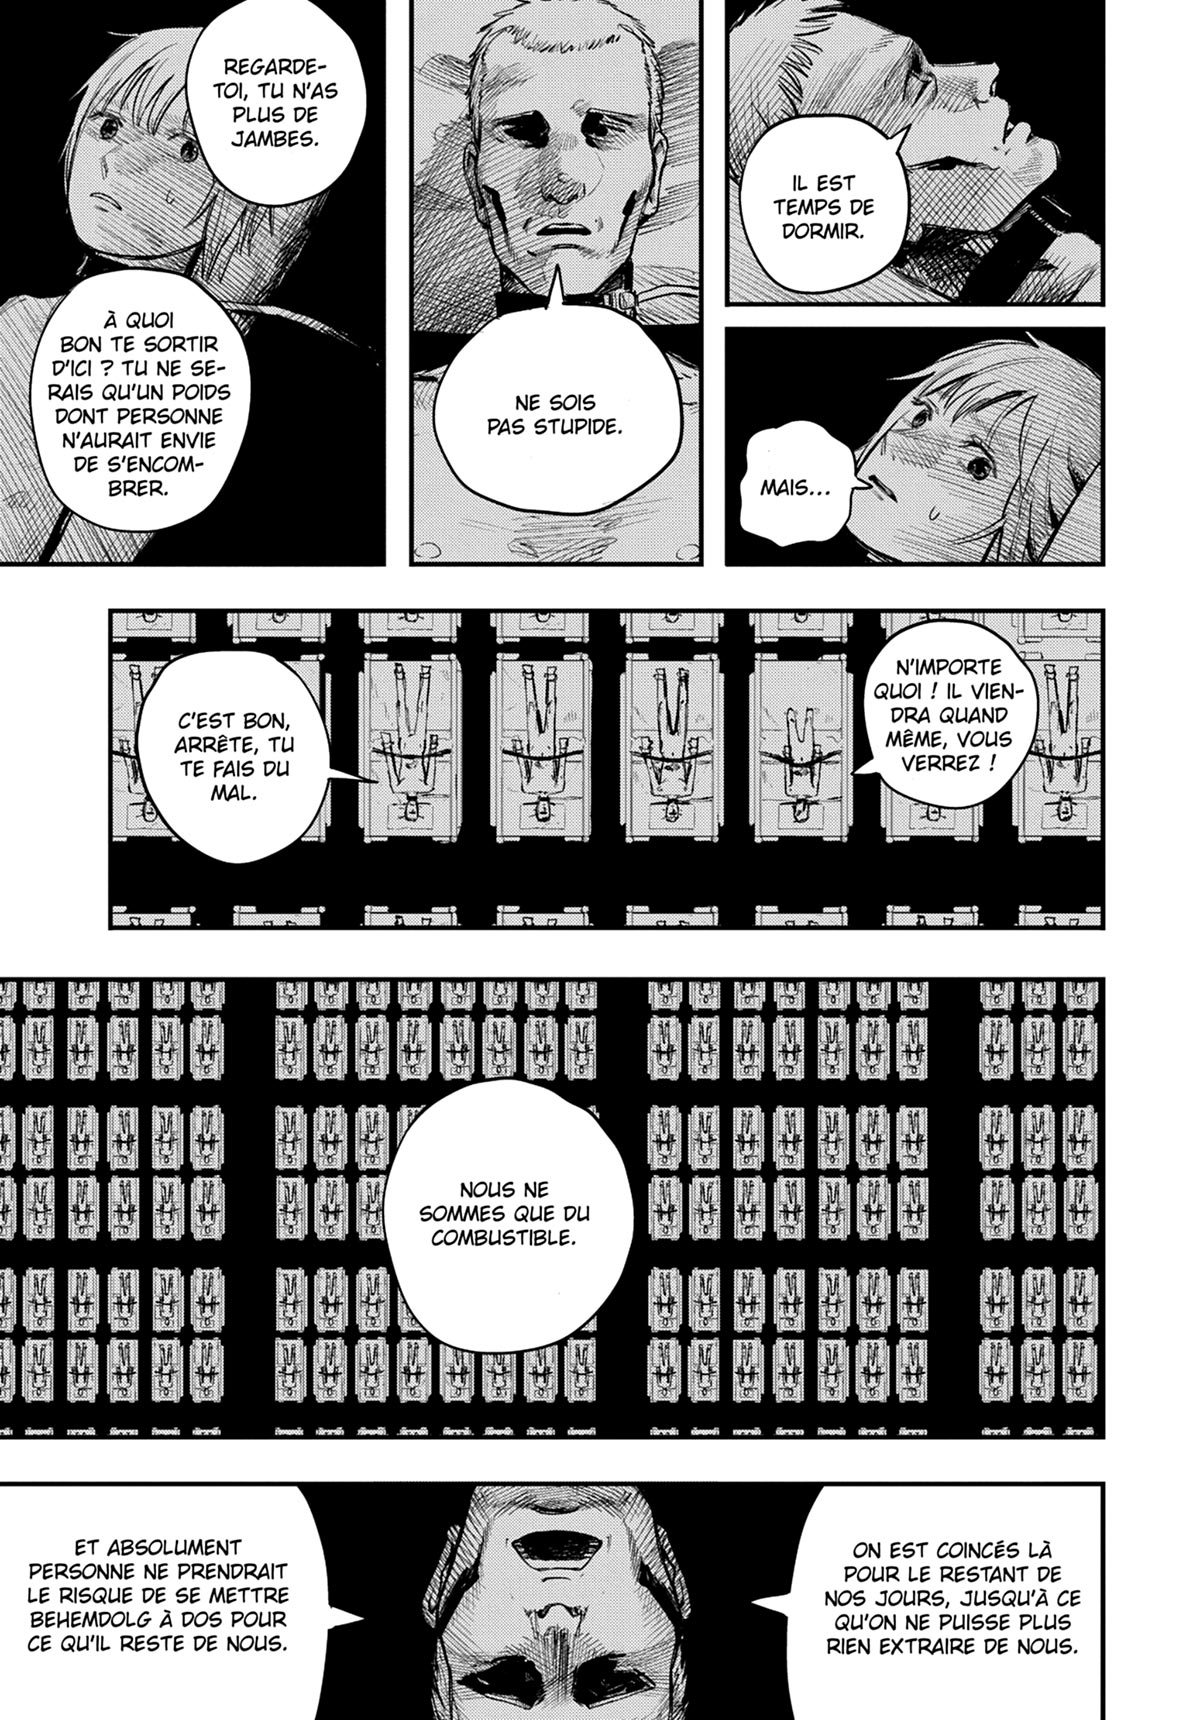 IL EST
TEMPS DE
DORMIR.
MAIS...
NE SOIS
PAS STUPIDE.
REGARDE-
TOI, TU N'AS
PLUS DE
JAMBES.
À QUOI
BON TE SORTIR
D'ICI ? TU NE SE-
RAIS QU'UN POIDS
DONT PERSONNE
N'AURAIT ENVIE
DE S'ENCOM-
BRER.
N'IMPORTE
QUOI ! IL VIEN-
DRA QUAND
MÊME, VOUS
VERREZ !
C'EST BON,
ARRÊTE, TU
TE FAIS DU
MAL.
NOUS NE
SOMMES QUE DU
COMBUSTIBLE.
ON EST COINCÉS LÀ
POUR LE RESTANT DE
NOS JOURS, JUSQU'À CE
QU'ON NE PUISSE PLUS
RIEN EXTRAIRE DE NOUS.
ET ABSOLUMENT
PERSONNE NE PRENDRAIT
LE RISQUE DE SE METTRE
BEHEMDOLG À DOS POUR
CE QU'IL RESTE DE NOUS.